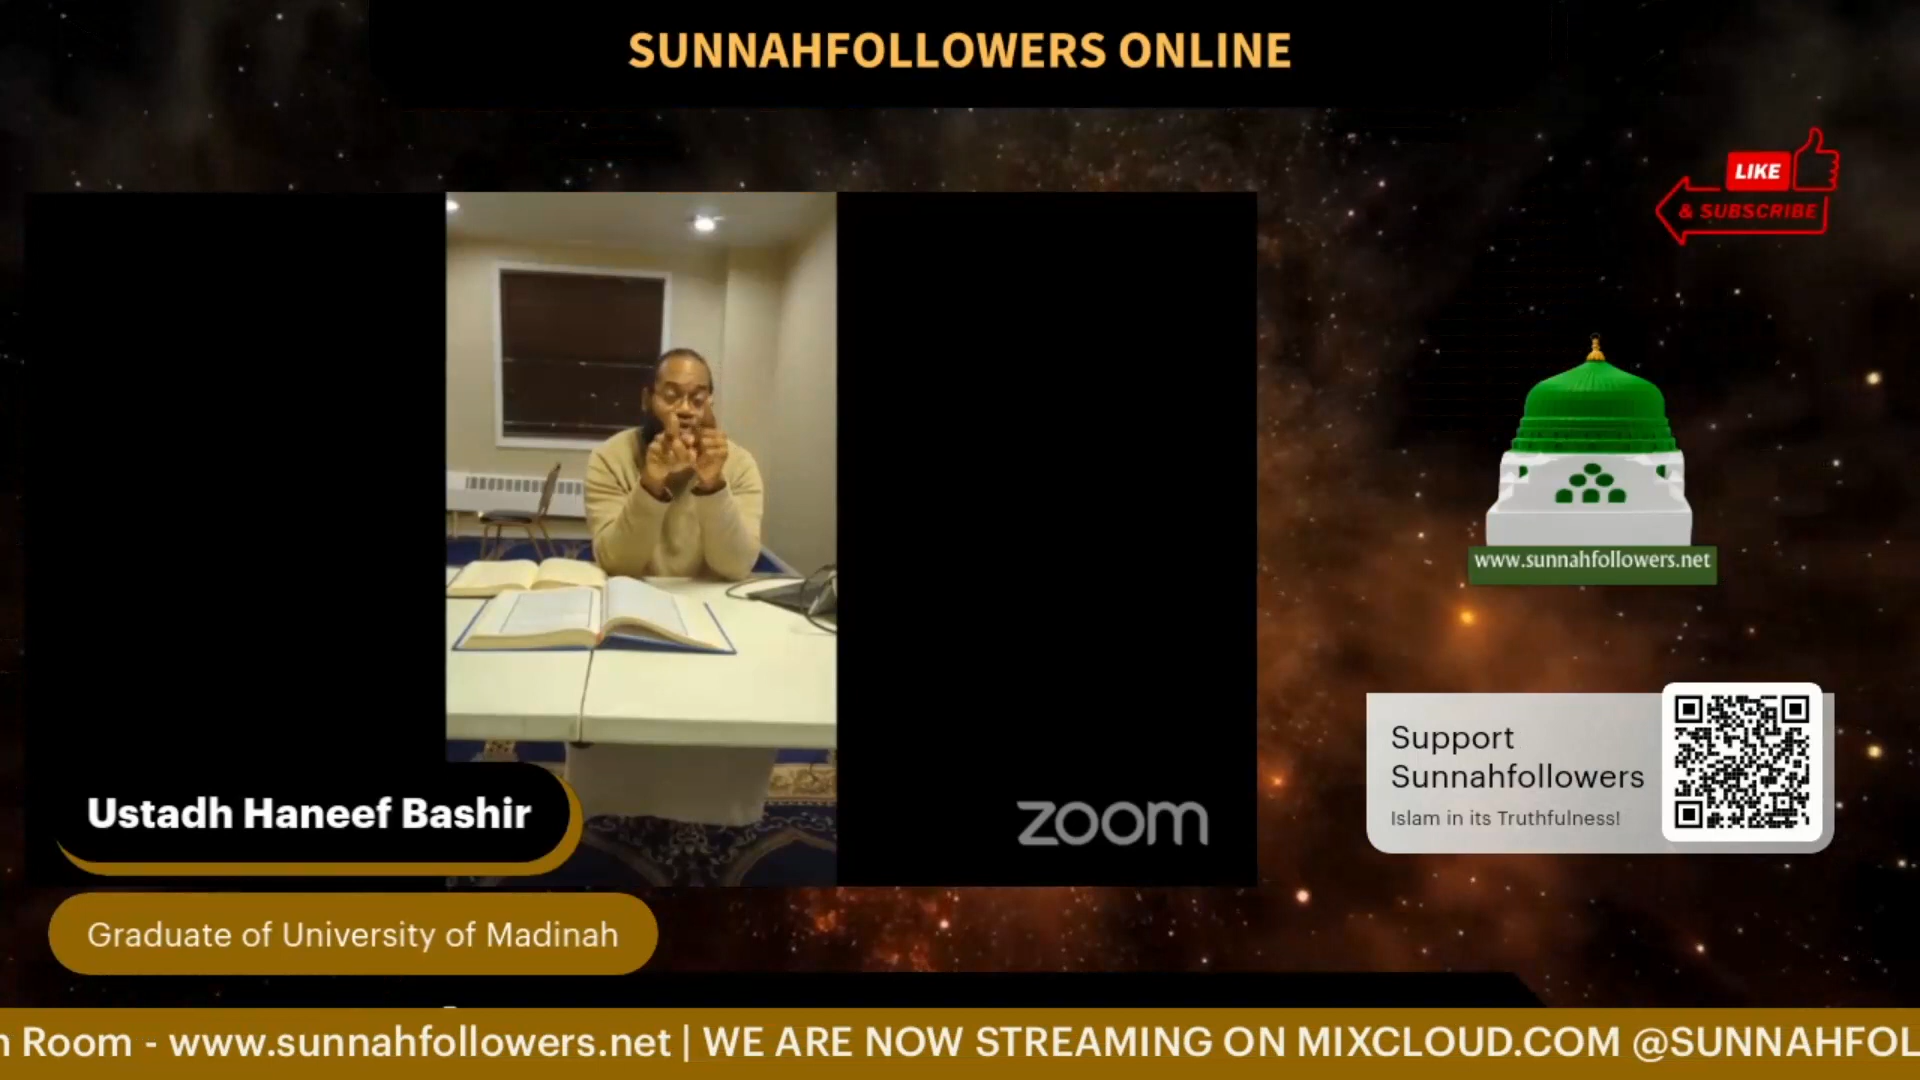 SUNNAHFOLLOWERS ONLINE
LIKE
& SUBSCRIBE
www.sunnahfollowers.net
Support
Sunnahfollowers
Islam in its Truthfulness!
zoom
Ustadh Haneef Bashir
Graduate of University of Madinah
Room - www.sunnahfollowers.net | WE ARE NOW STREAMING ON MIXCLOUD.COM @SUNNAHFOL